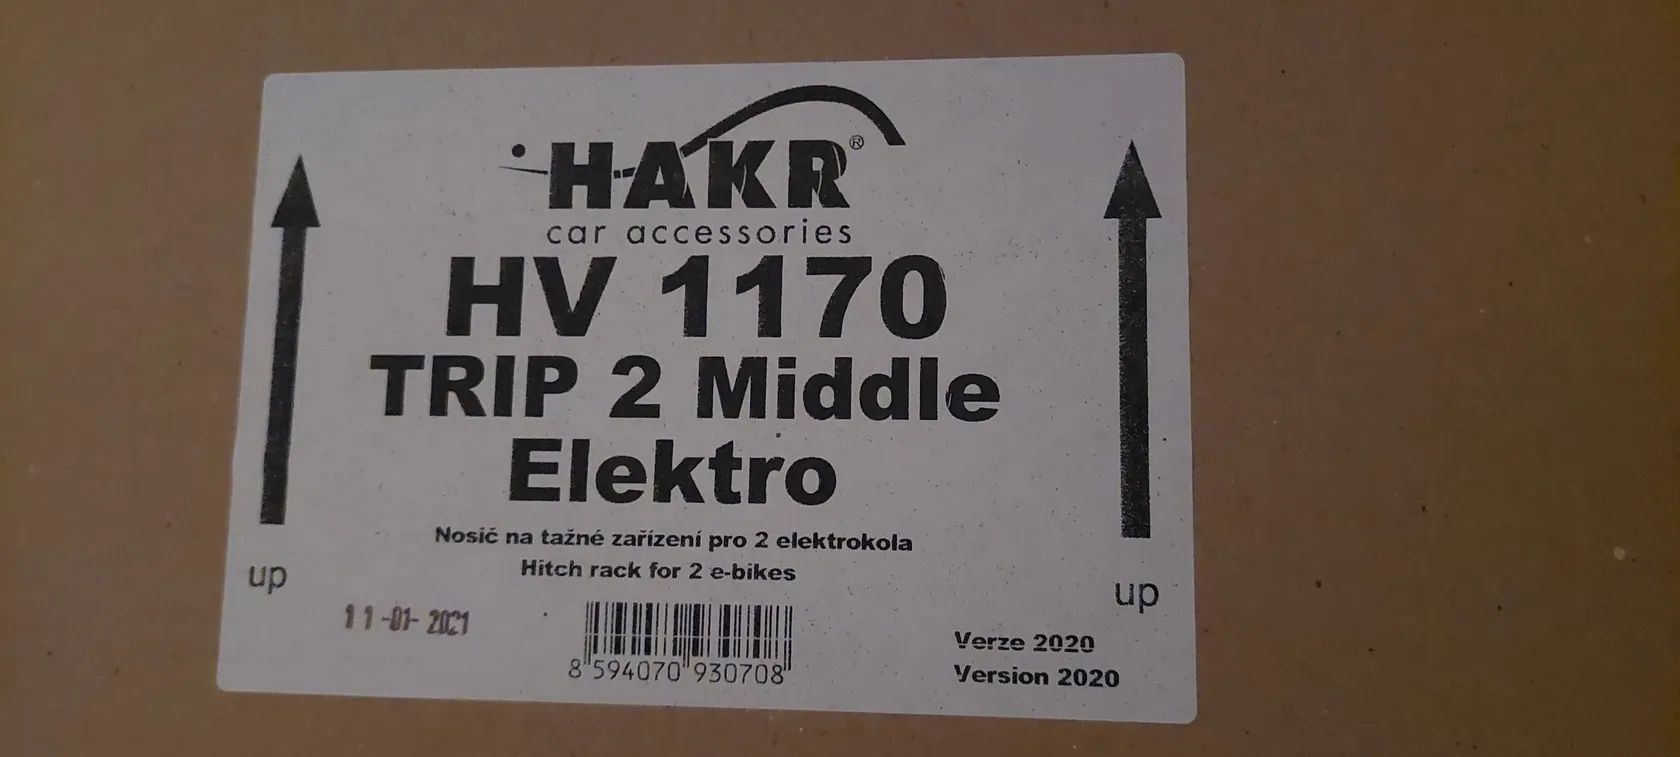 HAKR®
car accessories
HV 1170
TRIP 2 Middle
Elektro
Nosič na tažné zařízení pro 2 elektrokola
Hitch rack for 2 e-bikes
up
up
11-01-2021
8 594070 930708
Verze 2020
Version 2020